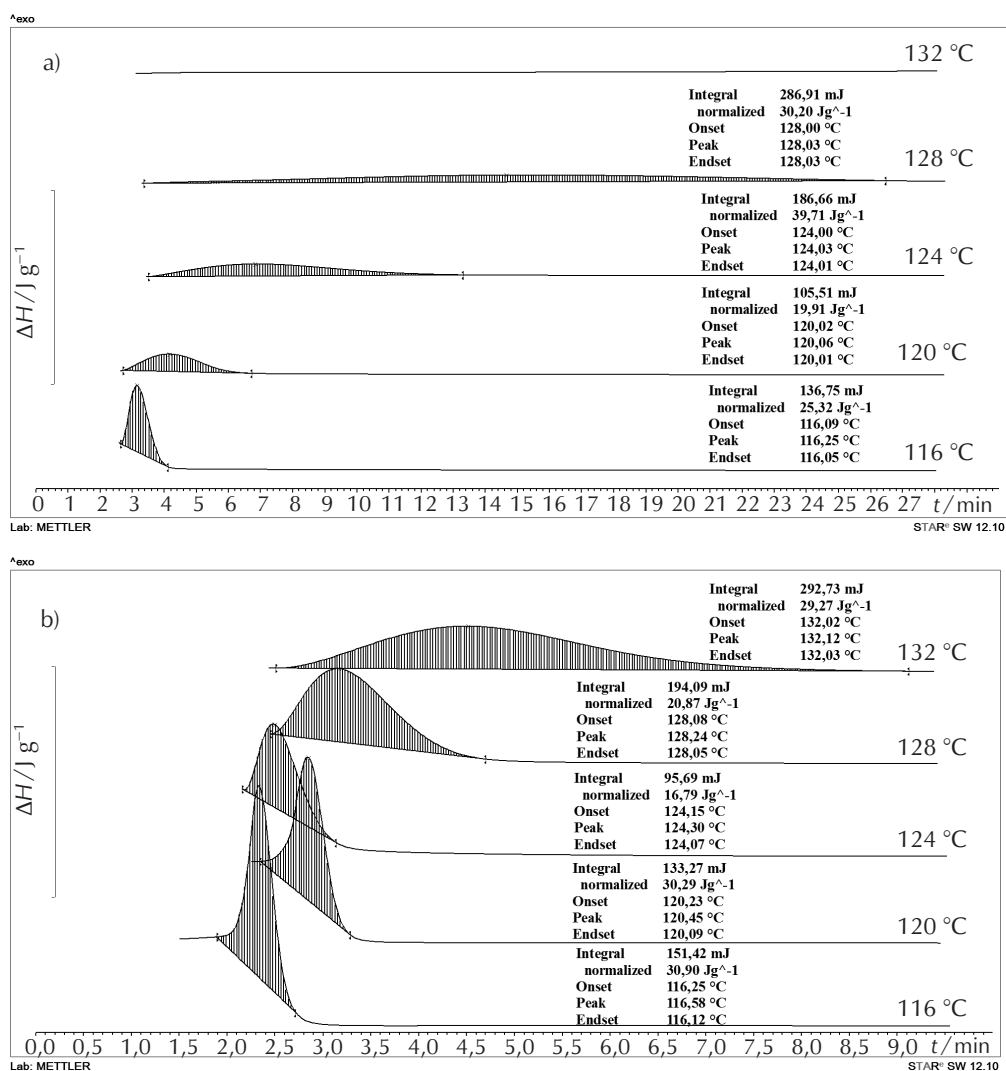 ^exo
a)
132 °C
Integral 286,91 mJ
normalized 30,20 Jg^-1
Onset 128,00 °C
Peak 128,03 °C
Endset 128,03 °C
128 °C
Integral 186,66 mJ
normalized 39,71 Jg^-1
Onset 124,00 °C
Peak 124,03 °C
Endset 124,01 °C
124 °C
ΔH/J g⁻¹
Integral 105,51 mJ
normalized 19,91 Jg^-1
Onset 120,02 °C
Peak 120,06 °C
Endset 120,01 °C
120 °C
Integral 136,75 mJ
normalized 25,32 Jg^-1
Onset 116,09 °C
Peak 116,25 °C
Endset 116,05 °C
116 °C
0 1 2 3 4 5 6 7 8 9 10 11 12 13 14 15 16 17 18 19 20 21 22 23 24 25 26 27 t/min
Lab: METTLER STARᵉ SW 12.10
^exo
b)
Integral 292,73 mJ
normalized 29,27 Jg^-1
Onset 132,02 °C
Peak 132,12 °C
Endset 132,03 °C
132 °C
Integral 194,09 mJ
normalized 20,87 Jg^-1
Onset 128,08 °C
Peak 128,24 °C
Endset 128,05 °C
128 °C
ΔH/J g⁻¹
Integral 95,69 mJ
normalized 16,79 Jg^-1
Onset 124,15 °C
Peak 124,30 °C
Endset 124,07 °C
124 °C
Integral 133,27 mJ
normalized 30,29 Jg^-1
Onset 120,23 °C
Peak 120,45 °C
Endset 120,09 °C
120 °C
Integral 151,42 mJ
normalized 30,90 Jg^-1
Onset 116,25 °C
Peak 116,58 °C
Endset 116,12 °C
116 °C
0,0 0,5 1,0 1,5 2,0 2,5 3,0 3,5 4,0 4,5 5,0 5,5 6,0 6,5 7,0 7,5 8,0 8,5 9,0 t/min
Lab: METTLER STARᵉ SW 12.10